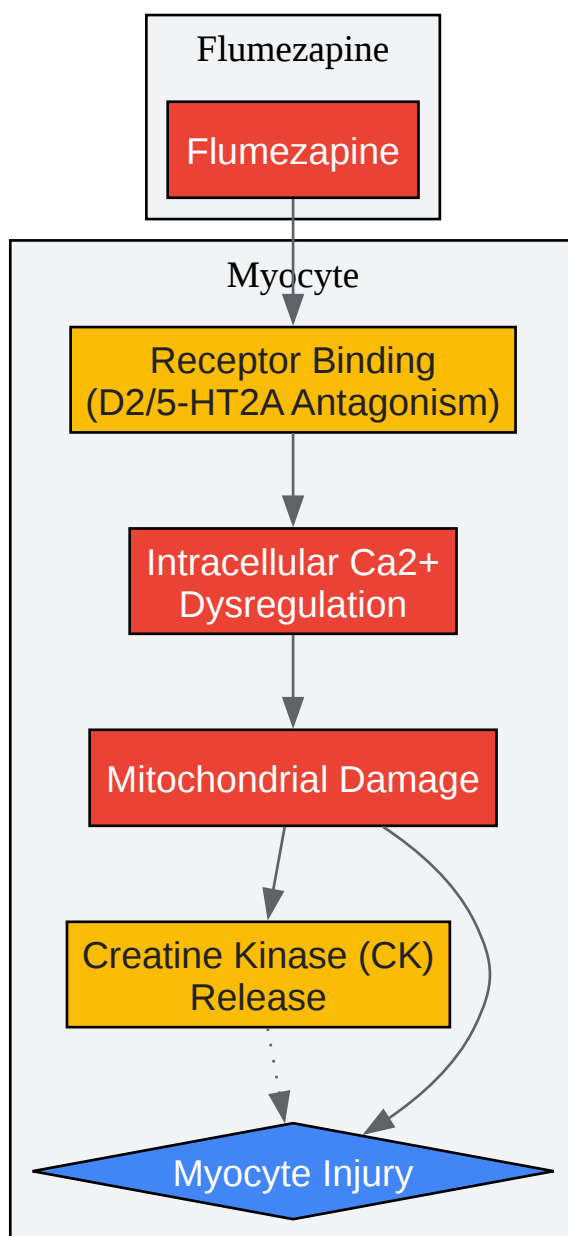 Flumezapine
Flumezapine
Myocyte
Receptor Binding
(D2/5-HT2A Antagonism)
Intracellular Ca2+
Dysregulation
Mitochondrial Damage
Creatine Kinase (CK)
Release
Myocyte Injury